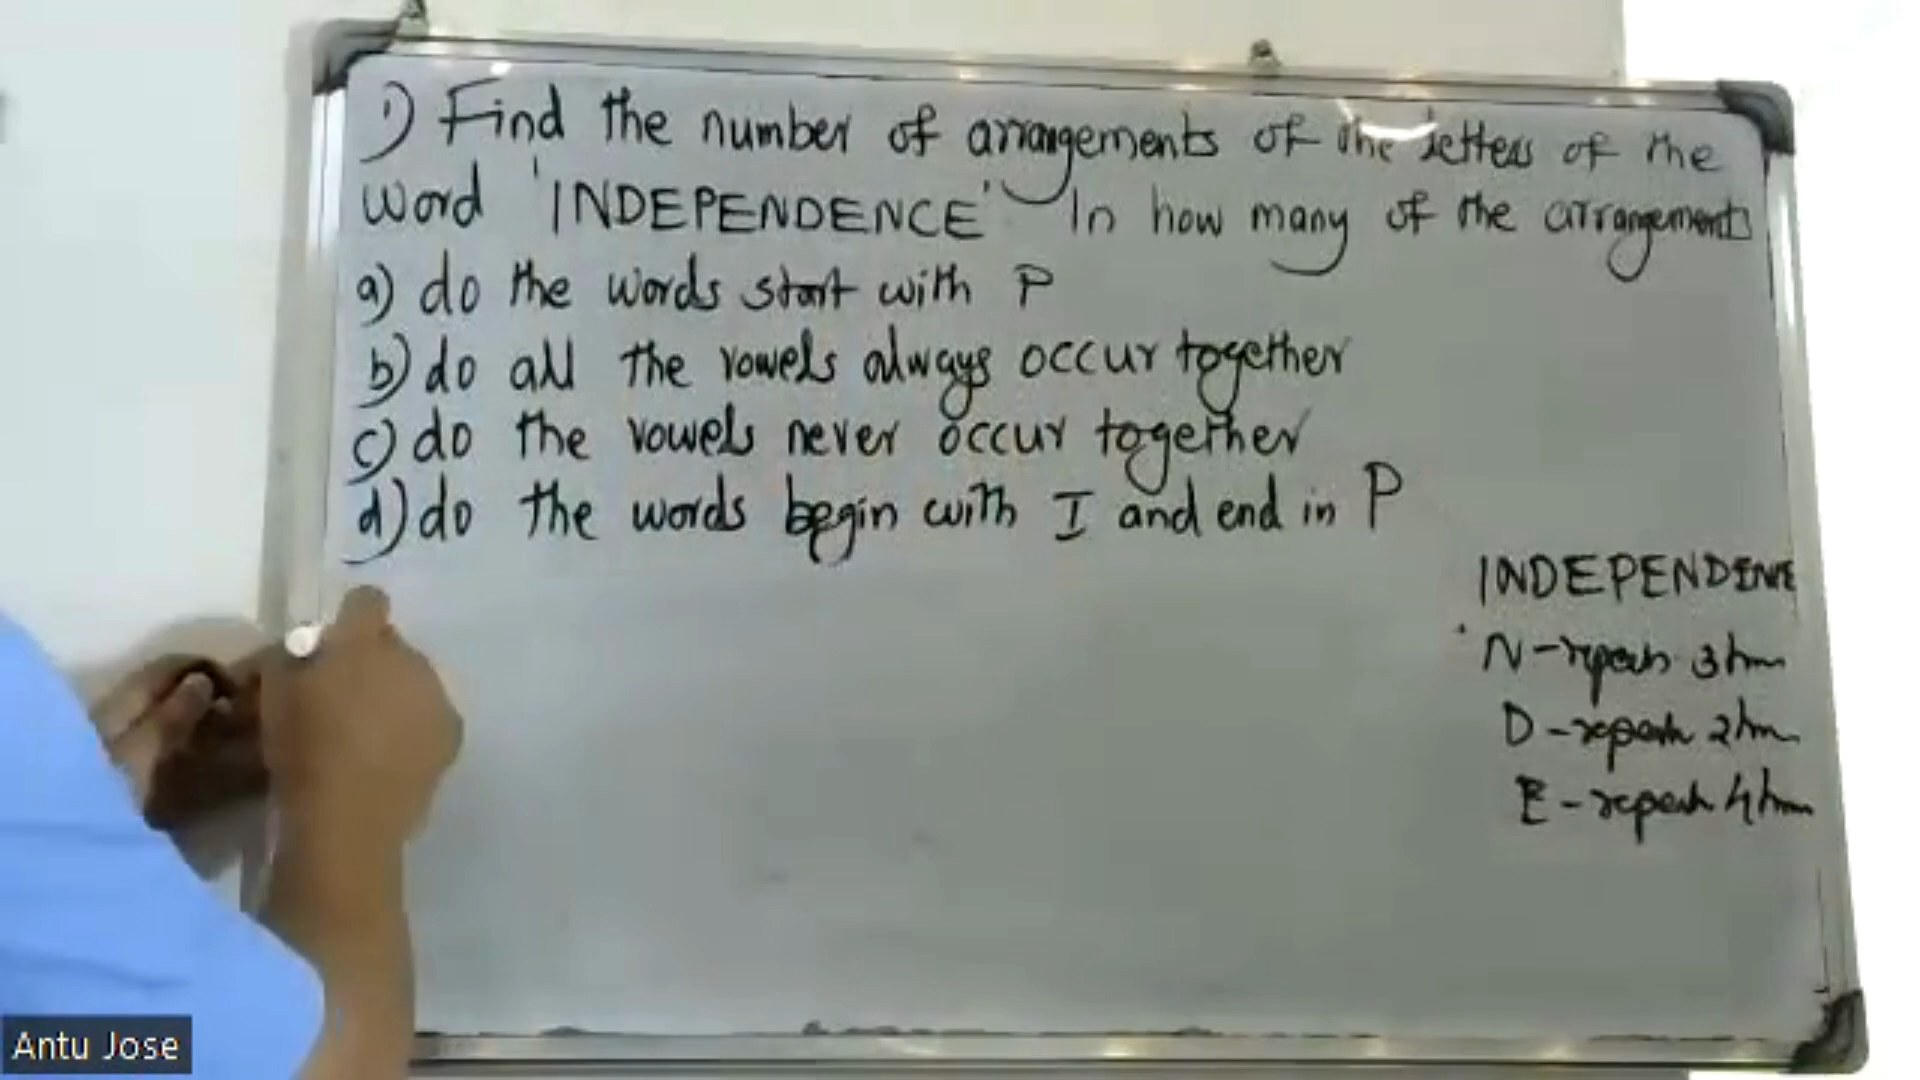 1) Find the number of arrangements of the letters of the
word 'INDEPENDENCE' In how many of the arrangements
a) do the words start with P
b) do all the vowels always occur together
c) do the vowels never occur together
d) do the words begin with I and end in P
INDEPENDENCE
N - repeats 3 times
D - repeats 2 times
E - repeats 4 times
Antu Jose